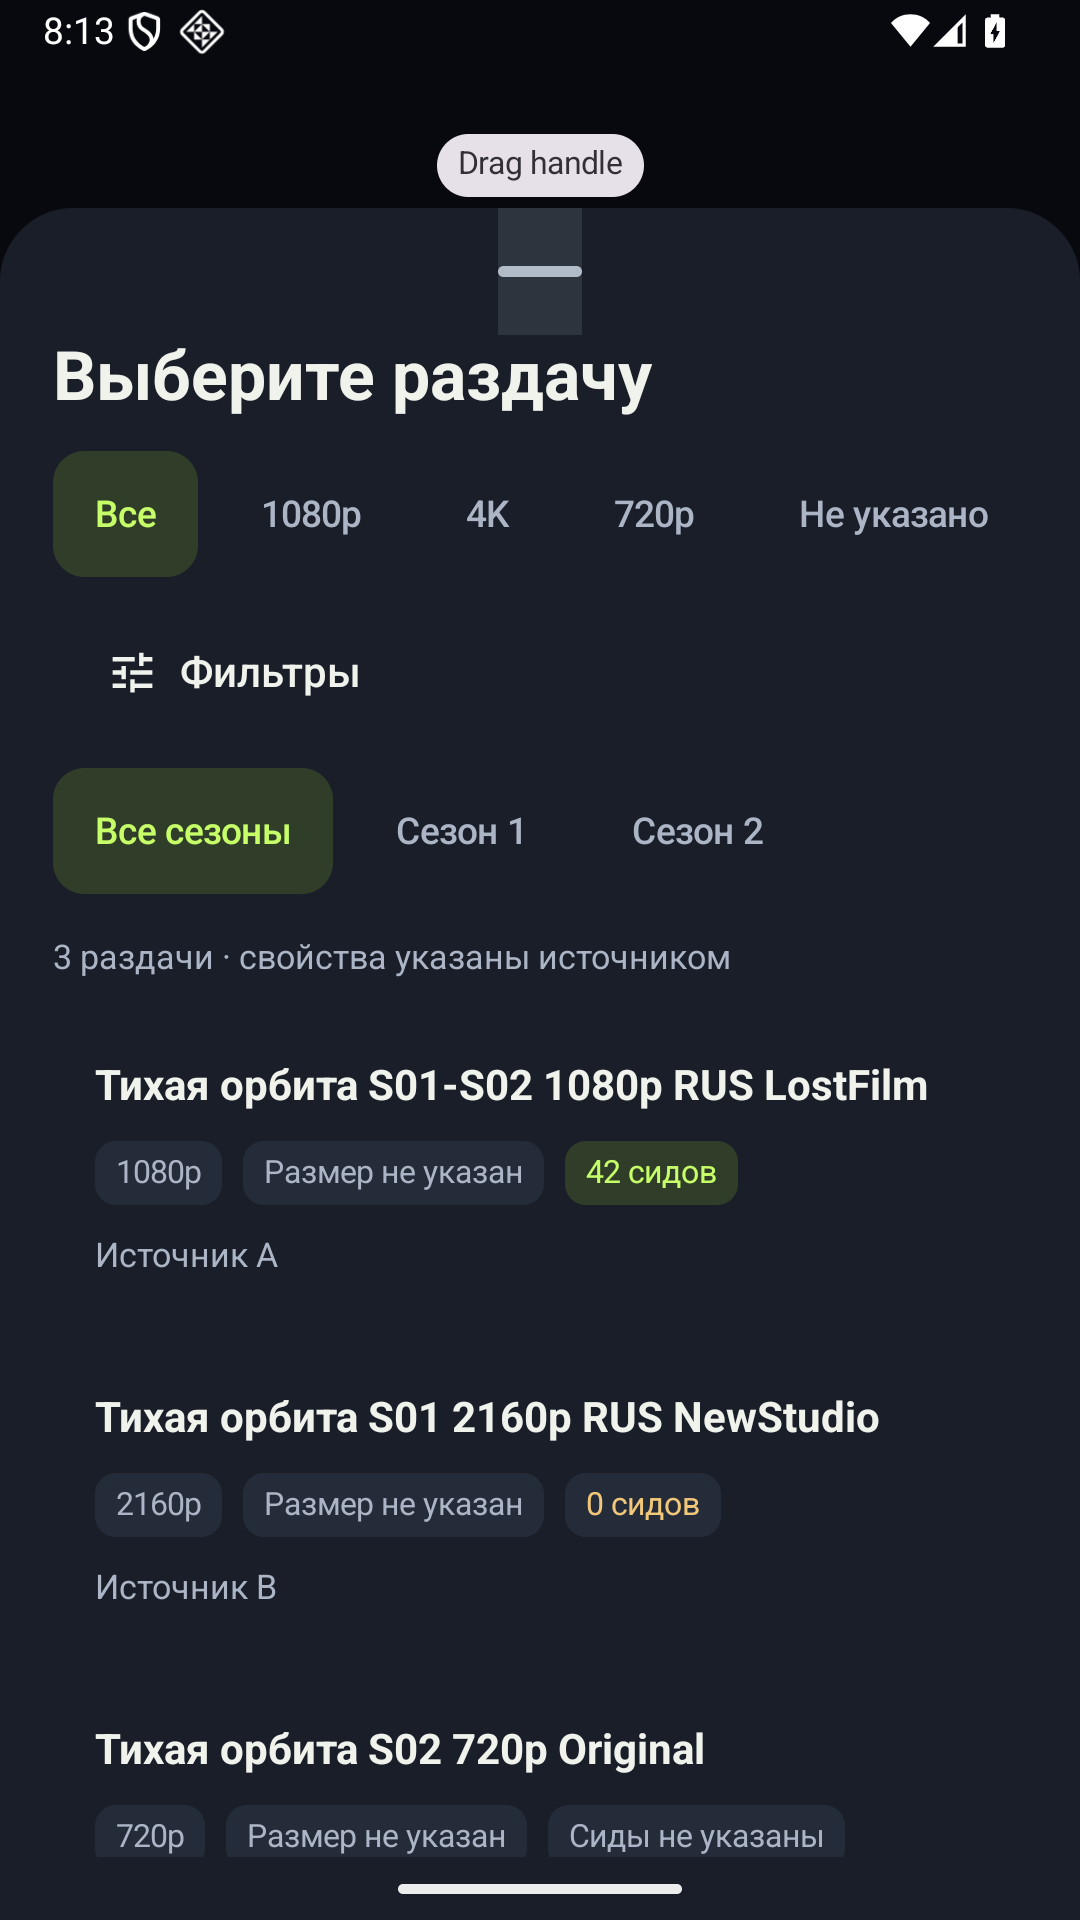 8:13
Drag handle
Выберите раздачу
Все 1080p 4K 720p Не указано
Фильтры
Все сезоны Сезон 1 Сезон 2
3 раздачи · свойства указаны источником
Тихая орбита S01-S02 1080p RUS LostFilm
1080p Размер не указан 42 сидов
Источник A
Тихая орбита S01 2160p RUS NewStudio
2160p Размер не указан 0 сидов
Источник B
Тихая орбита S02 720p Original
720p Размер не указан Сиды не указаны